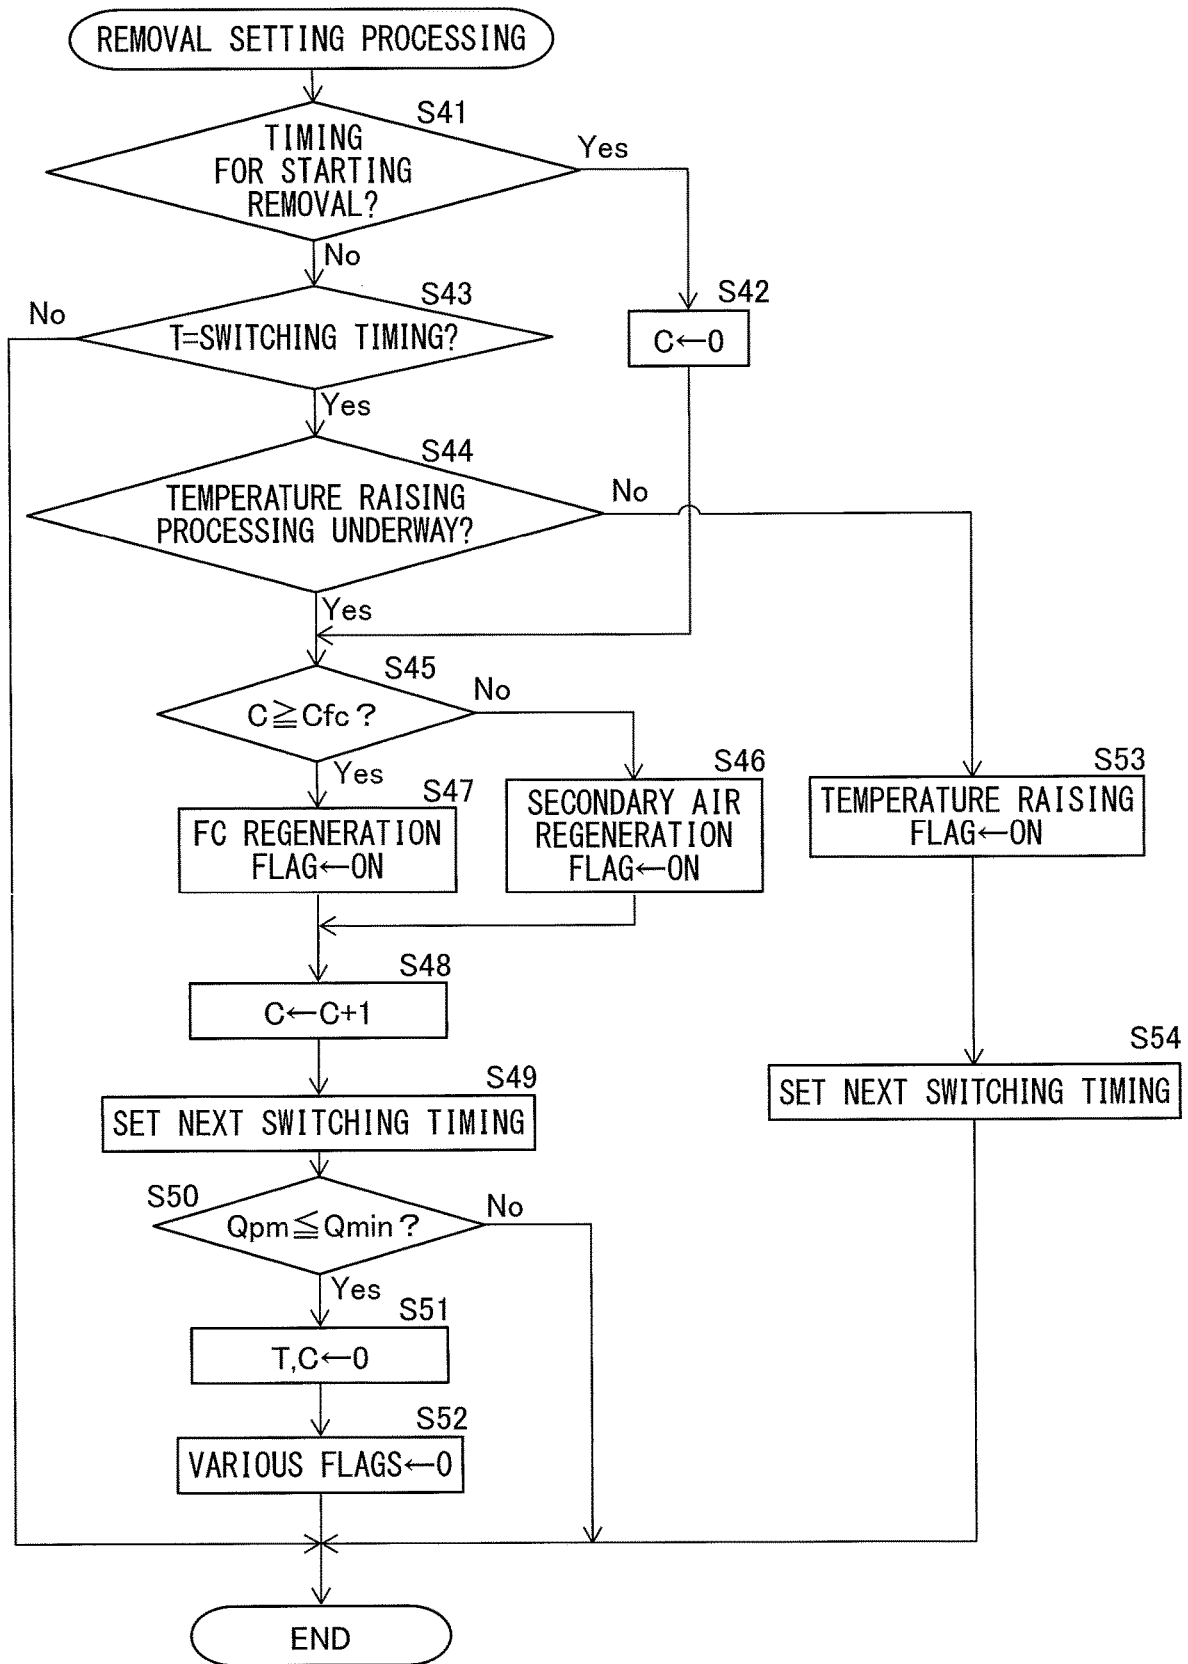 REMOVAL SETTING PROCESSING
S41
TIMING
FOR STARTING
REMOVAL?
Yes
No
S42
C←0
S43
No
T=SWITCHING TIMING?
Yes
S44
TEMPERATURE RAISING
PROCESSING UNDERWAY?
No
Yes
S45
C≧Cfc?
No
Yes
S47
FC REGENERATION
FLAG←ON
S46
SECONDARY AIR
REGENERATION
FLAG←ON
S53
TEMPERATURE RAISING
FLAG←ON
S48
C←C+1
S49
SET NEXT SWITCHING TIMING
S54
SET NEXT SWITCHING TIMING
S50
Qpm≦Qmin?
No
Yes
S51
T,C←0
S52
VARIOUS FLAGS←0
END